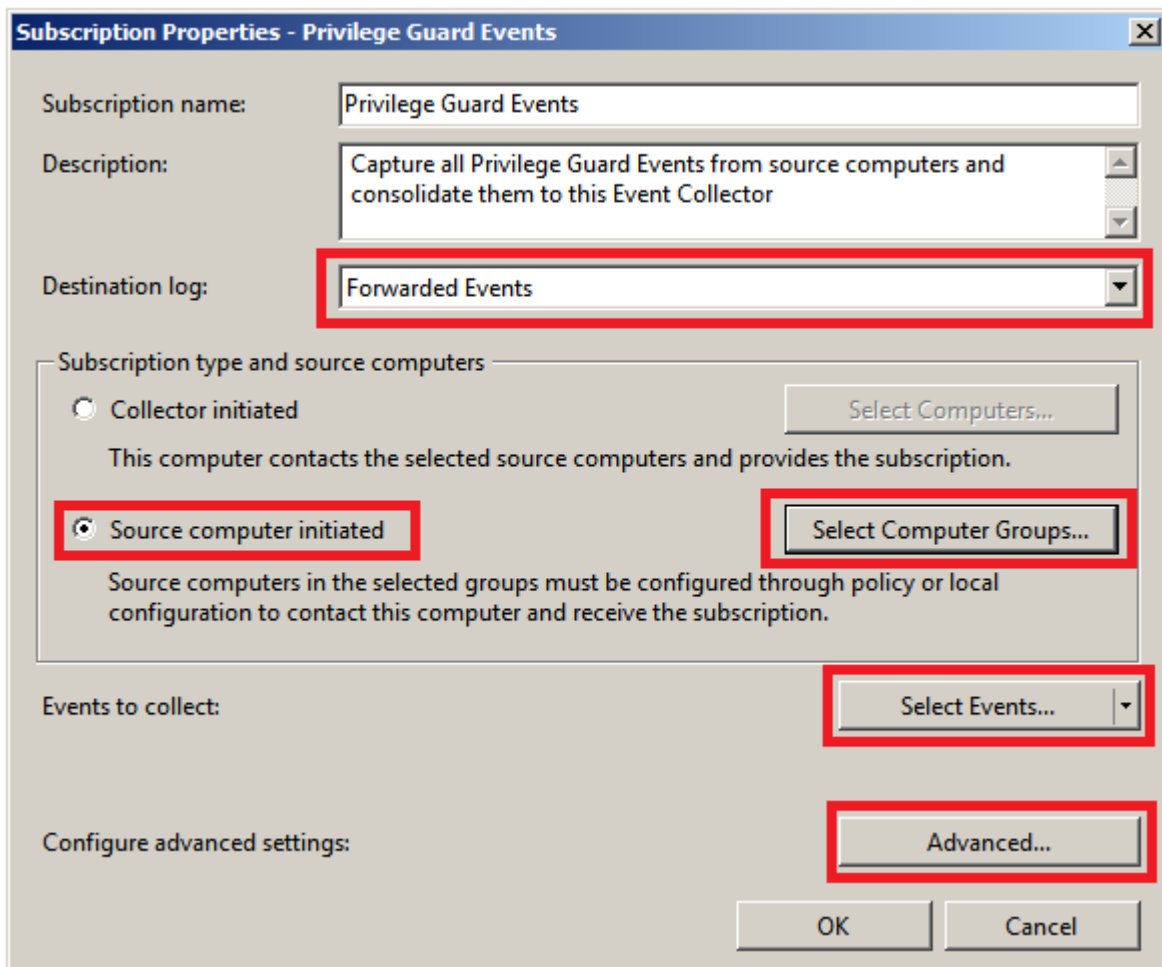 Subscription Properties - Privilege Guard Events
Subscription name:
Privilege Guard Events
Description:
Capture all Privilege Guard Events from source computers and
consolidate them to this Event Collector
Destination log:
Forwarded Events
Subscription type and source computers
Collector initiated
Select Computers...
This computer contacts the selected source computers and provides the subscription.
Source computer initiated
Select Computer Groups...
Source computers in the selected groups must be configured through policy or local
configuration to contact this computer and receive the subscription.
Events to collect:
Select Events...
Configure advanced settings:
Advanced...
OK
Cancel